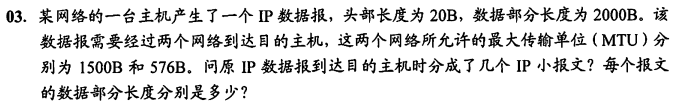 03. 某网络的一台主机产生了一个 IP 数据报，头部长度为 20B，数据部分长度为 2000B。该
数据报需要经过两个网络到达目的主机，这两个网络所允许的最大传输单位（MTU）分
别为 1500B 和 576B。问原 IP 数据报到达目的主机时分成了几个 IP 小报文？每个报文
的数据部分长度分别是多少？